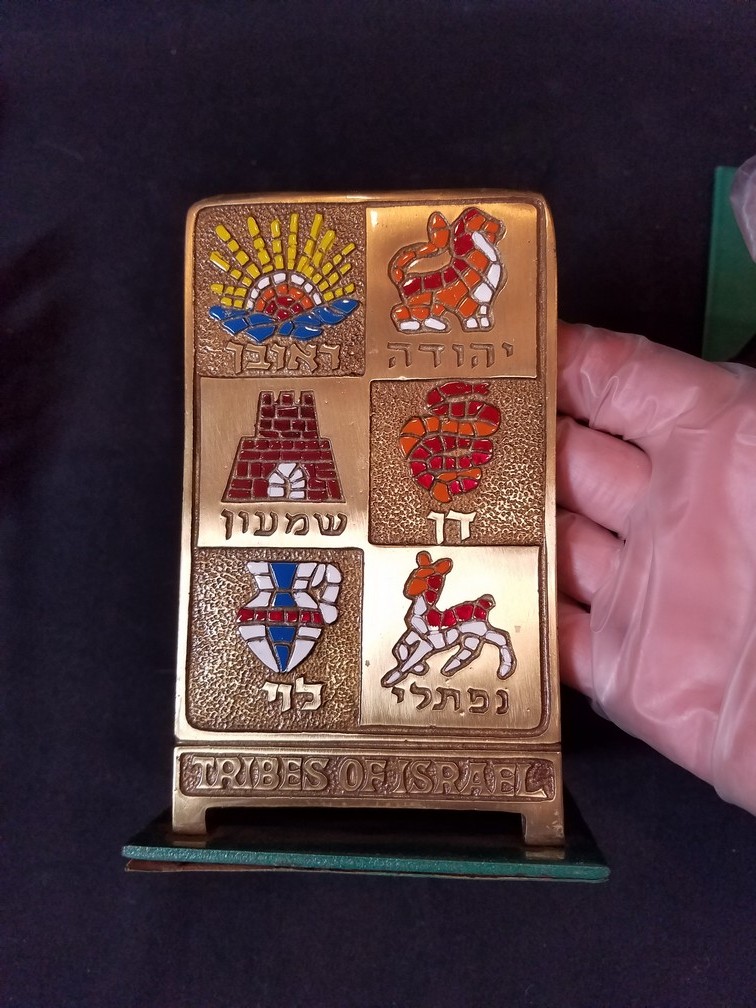 ראובן
יהודה
שמעון
דן
לוי
נפתלי
TRIBES OF ISRAEL